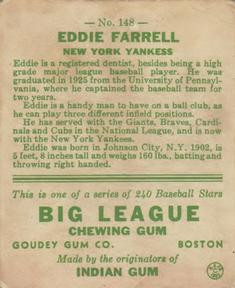 — No. 148 —
EDDIE FARRELL
NEW YORK YANKESS
Eddie is a registered dentist, besides being a high
grade major league baseball player. He was
graduated in 1925 from the University of Pennsyl-
vania, where he captained the baseball team for
two years.
Eddie is a handy man to have on a ball club, as
he can play three different infield positions.
He has served with the Giants, Braves, Cardi-
nals and Cubs in the National League, and is now
with the New York Yankees.
Eddie was born in Johnson City, N.Y. 1902, is
5 feet, 8 inches tall and weighs 160 lbs., batting and
throwing right handed.
This is one of a series of 240 Baseball Stars
BIG LEAGUE
CHEWING GUM
GOUDEY GUM CO. BOSTON
Made by the originators of
INDIAN GUM